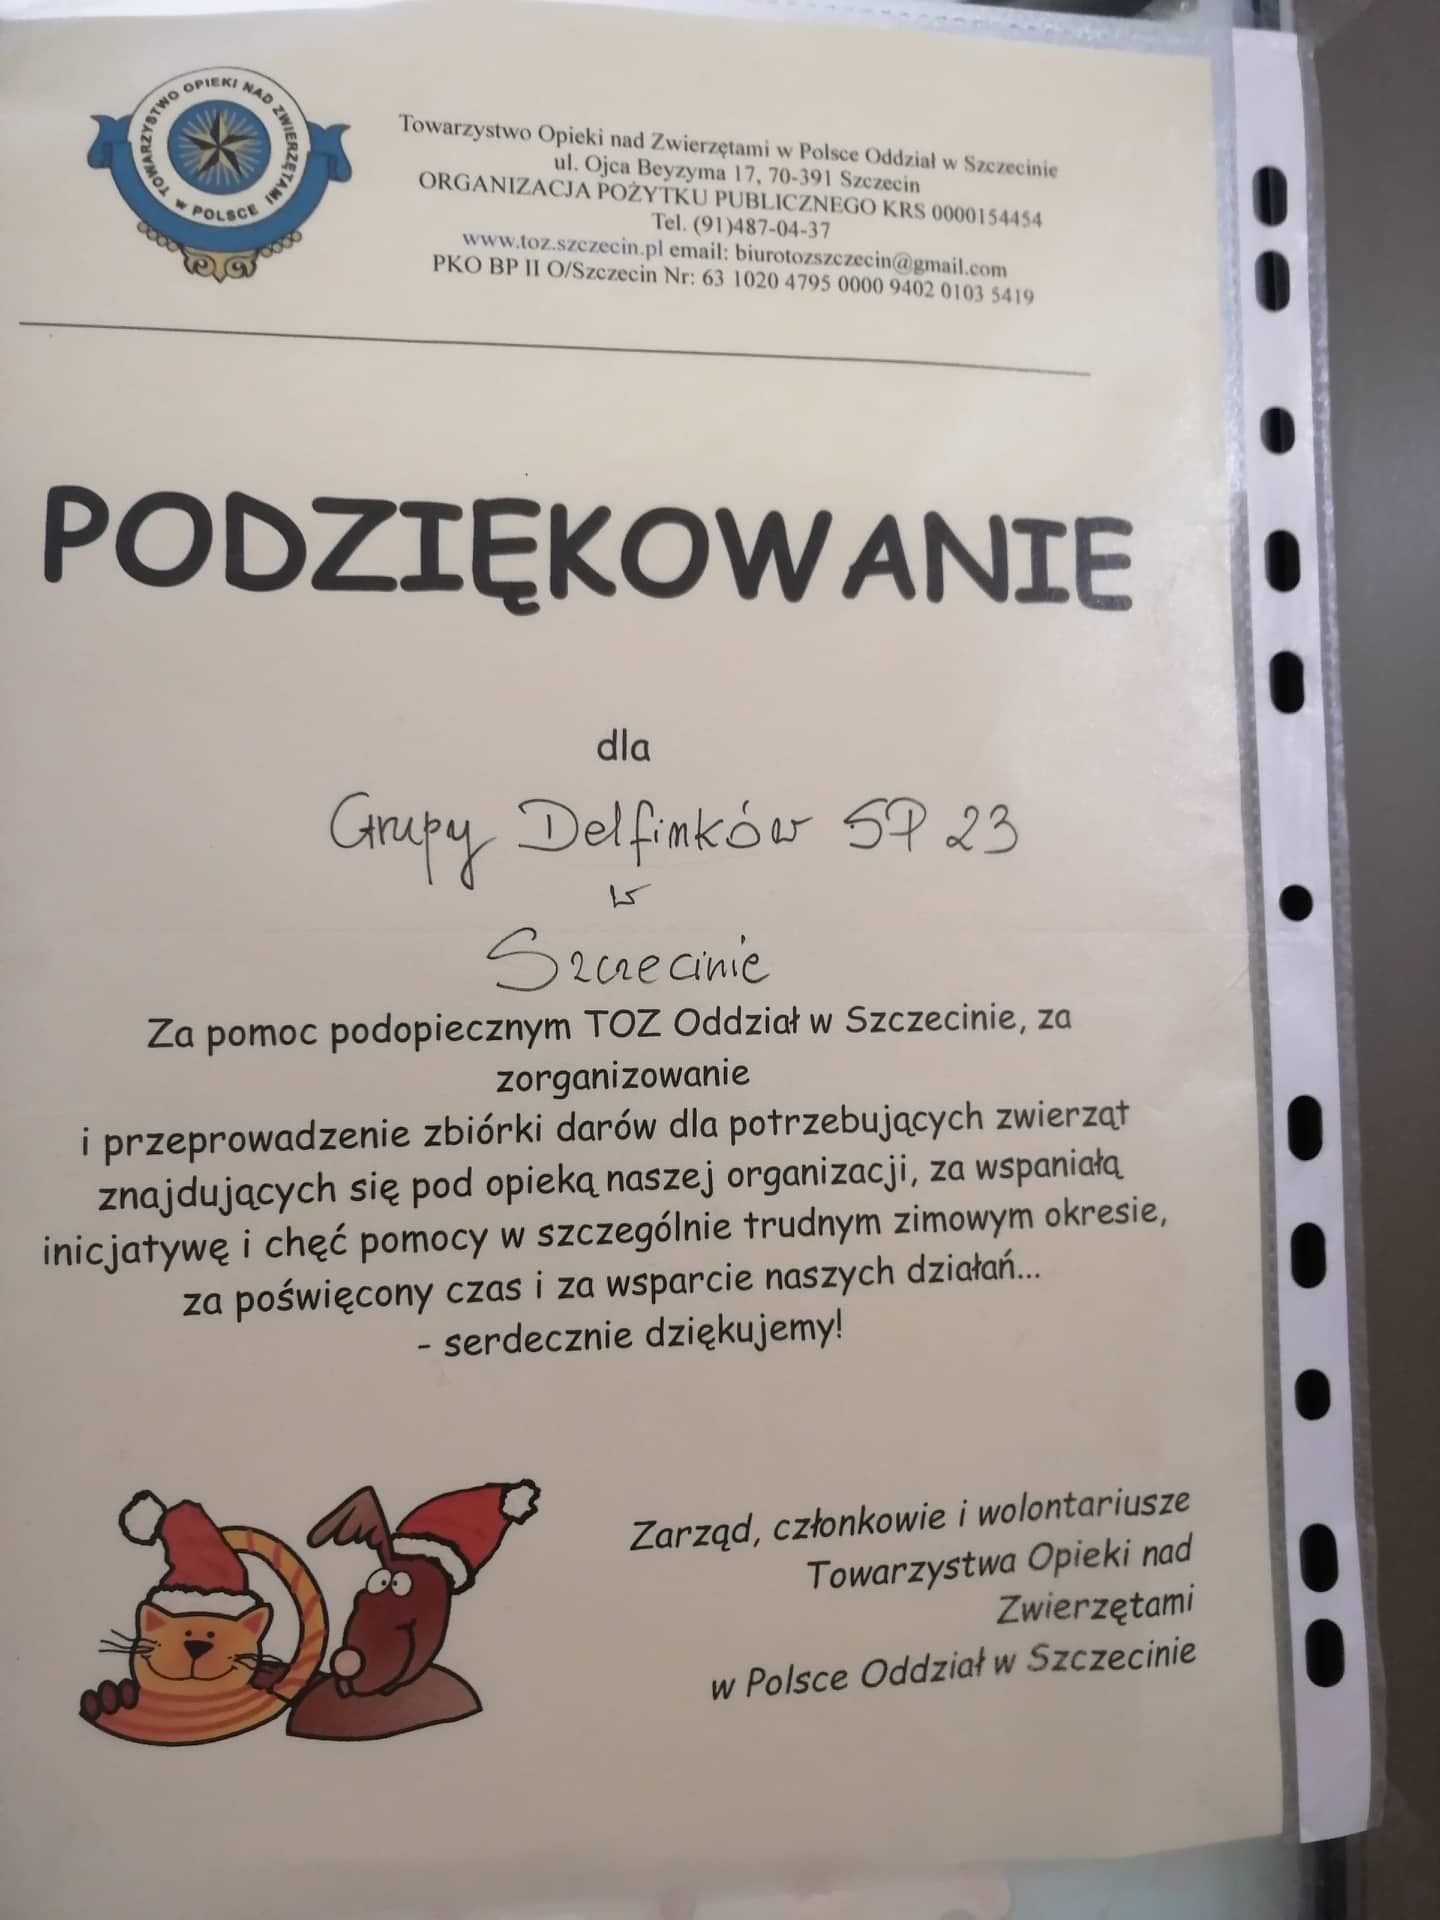 TOWARZYSTWO OPIEKI NAD ZWIERZĘTAMI
w POLSCE
Towarzystwo Opieki nad Zwierzętami w Polsce Oddział w Szczecinie
ul. Ojca Beyzyma 17, 70-391 Szczecin
ORGANIZACJA POŻYTKU PUBLICZNEGO KRS 0000154454
Tel. (91)487-04-37
www.toz.szczecin.pl email: biurotozszczecin@gmail.com
PKO BP II O/Szczecin Nr: 63 1020 4795 0000 9402 0103 5419
PODZIĘKOWANIE
dla
Grupy Delfinków SP 23
w
Szczecinie
Za pomoc podopiecznym TOZ Oddział w Szczecinie, za
zorganizowanie
i przeprowadzenie zbiórki darów dla potrzebujących zwierząt
znajdujących się pod opieką naszej organizacji, za wspaniałą
inicjatywę i chęć pomocy w szczególnie trudnym zimowym okresie,
za poświęcony czas i za wsparcie naszych działań...
- serdecznie dziękujemy!
Zarząd, członkowie i wolontariusze
Towarzystwa Opieki nad
Zwierzętami
w Polsce Oddział w Szczecinie